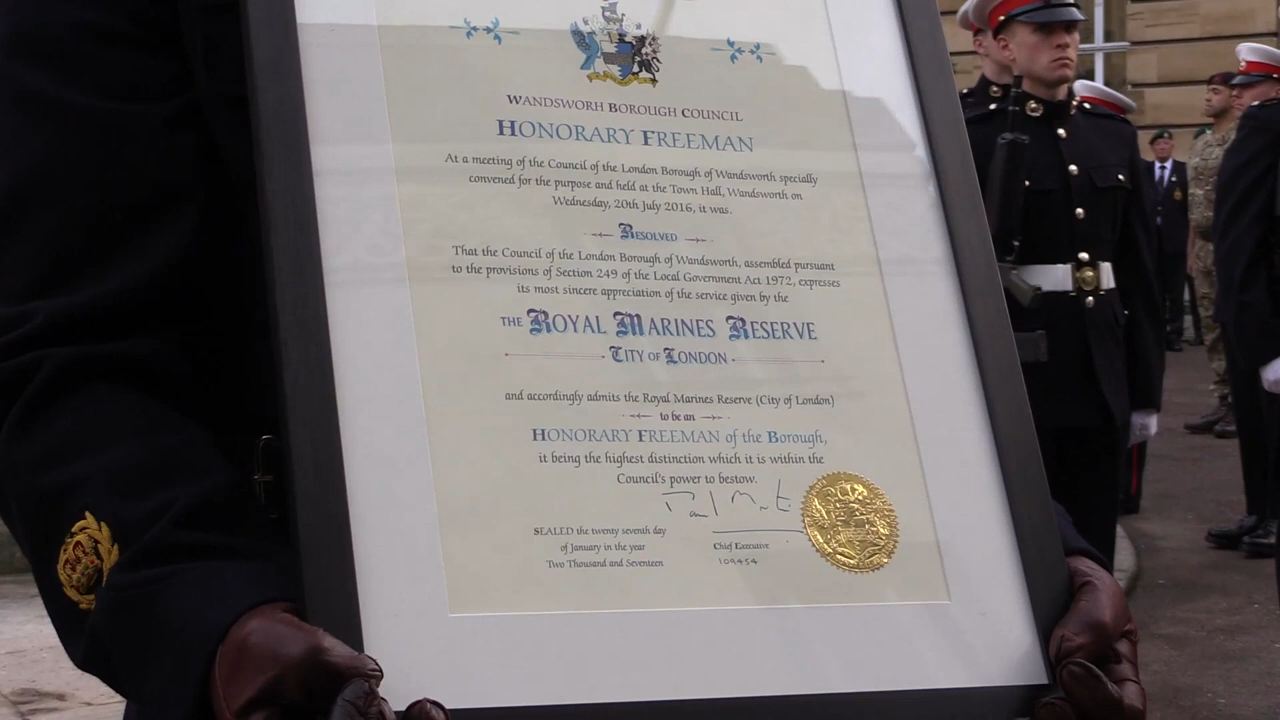 WANDSWORH BOROUGH COUNCIL
HONORARY FREEMAN
At a meeting of the Council of the London Borough of Wandsworth specially
convened for the purpose and held at the Town Hall, Wandsworth on
Wednesday, 20th July 2016, it was.
RESOLVED
That the Council of the London Borough of Wandsworth, assembled pursuant
to the provisions of Section 249 of the Local Government Act 1972, expresses
its most sincere appreciation of the service given by the
THE ROYAL MARINES RESERVE
CITY OF LONDON
and accordingly admits the Royal Marines Reserve (City of London)
to be an
HONORARY FREEMAN of the Borough,
it being the highest distinction which it is within the
Council's power to bestow.
SEALED the twenty seventh day
of January in the year
Two Thousand and Seventeen
Chief Executive
109454